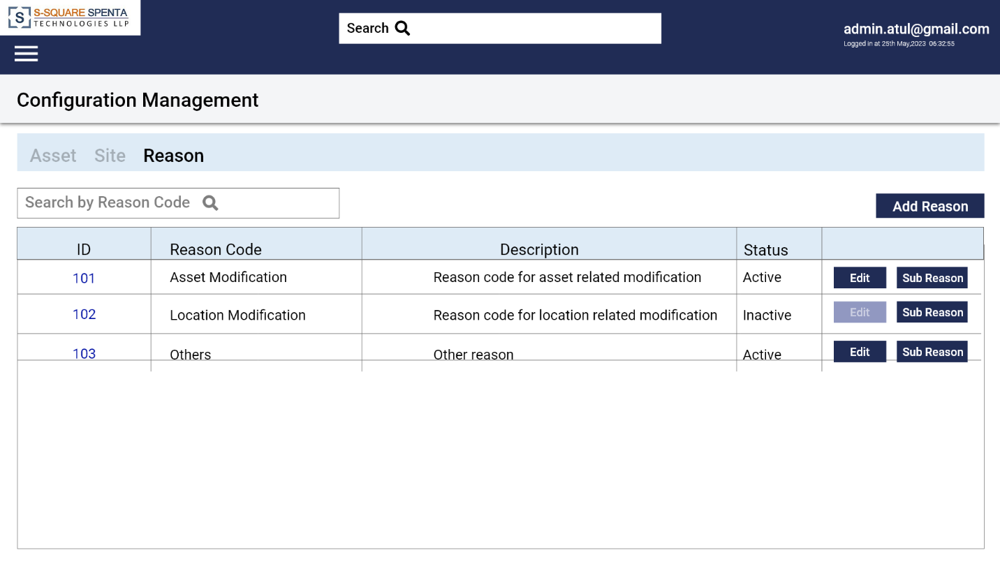 S S-SQUARE SPENTA
TECHNOLOGIES LLP
Search
admin.atul@gmail.com
Logged in at 25th May,2023 06:32:55
Configuration Management
Asset Site Reason
Search by Reason Code
Add Reason
ID Reason Code Description Status
101 Asset Modification Reason code for asset related modification Active Edit Sub Reason
102 Location Modification Reason code for location related modification Inactive Edit Sub Reason
103 Others Other reason Active Edit Sub Reason